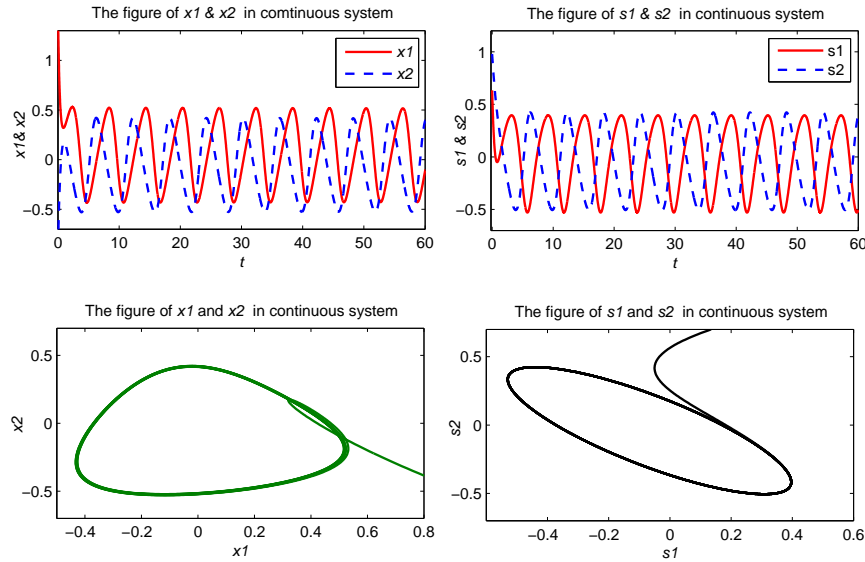 The figure of x1 & x2 in comtinuous system
x1
x2
1
0.5
0
−0.5
x1& x2
0 10 20 30 40 50 60
t
The figure of s1 & s2 in continuous system
s1
s2
1
0.5
0
−0.5
s1 & s2
0 10 20 30 40 50 60
t
The figure of x1 and x2 in continuous system
0.5
0
−0.5
x2
−0.4 −0.2 0 0.2 0.4 0.6 0.8
x1
The figure of s1 and s2 in continuous system
0.5
0
−0.5
s2
−0.4 −0.2 0 0.2 0.4 0.6
s1